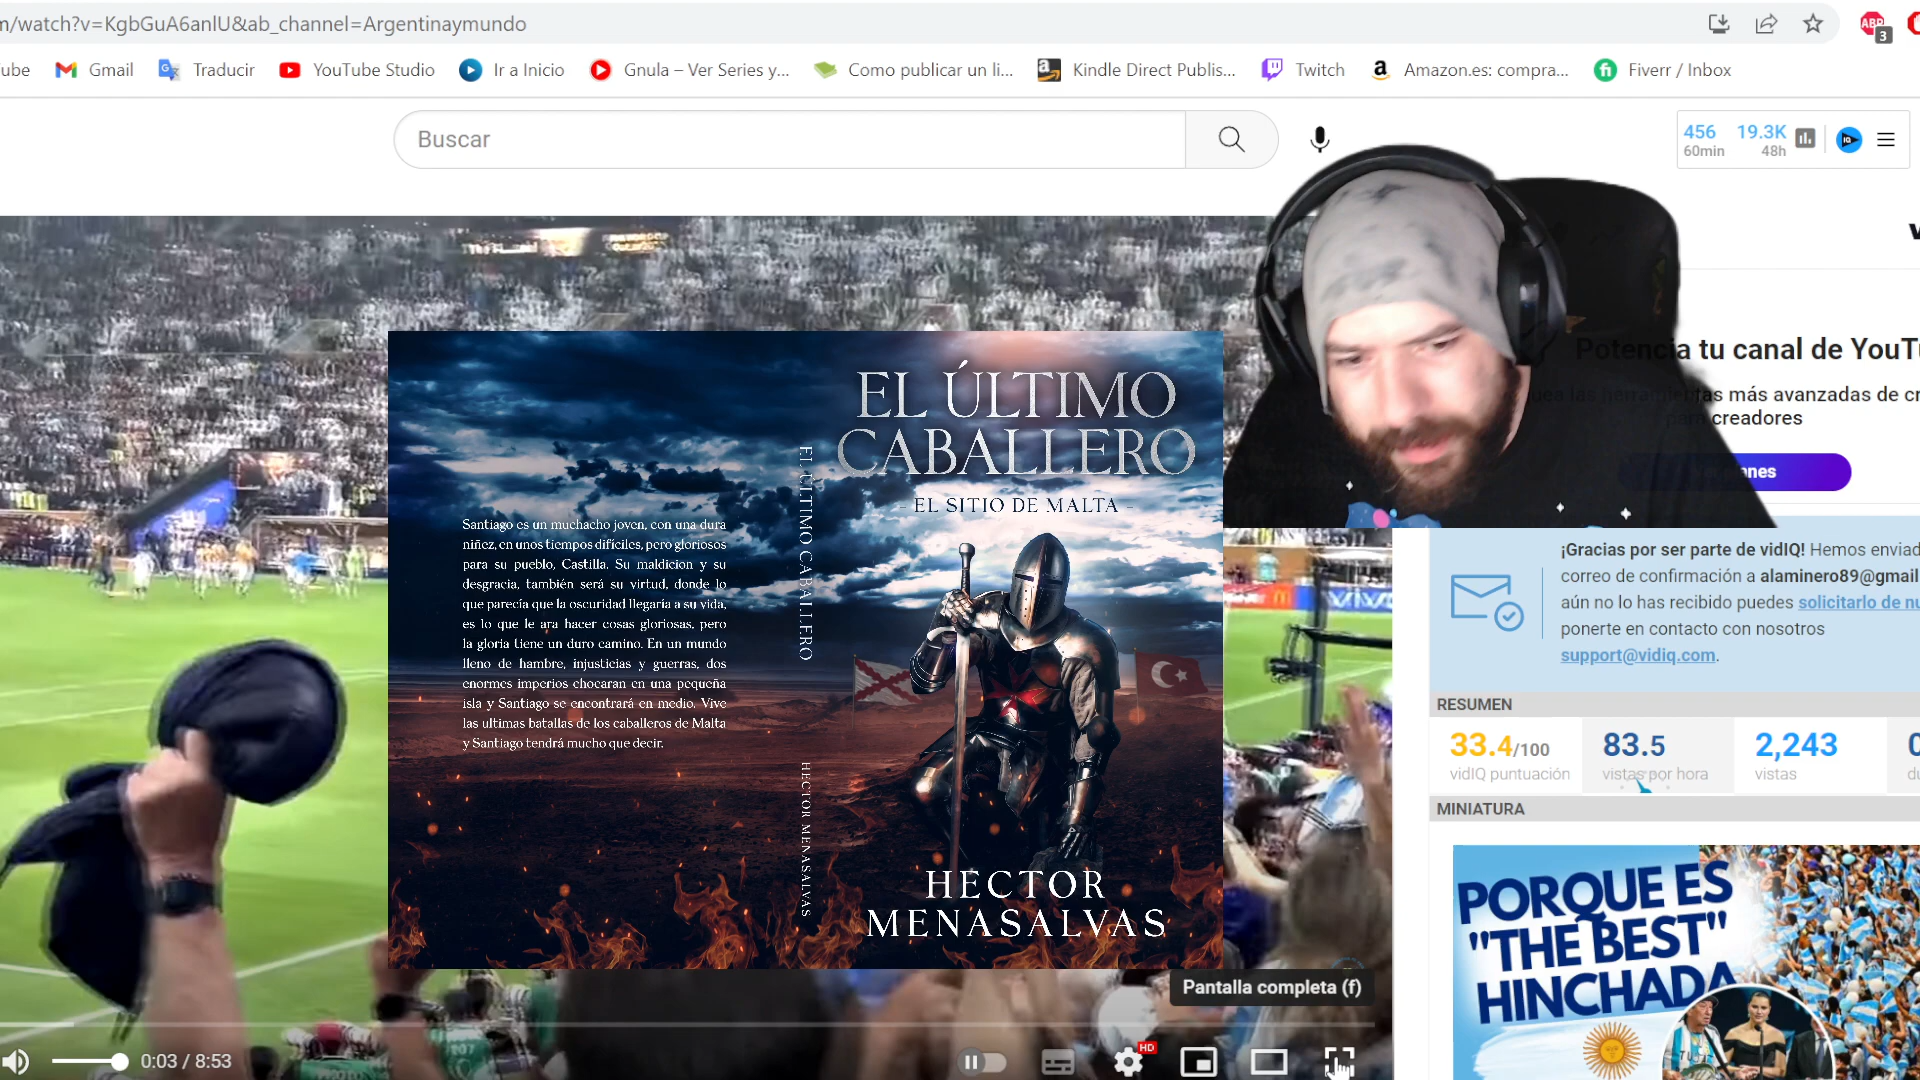 m/watch?v=KgbGuA6anlU&ab_channel=Argentinaymundo
ABP
3
ube
Gmail
Traducir
YouTube Studio
Ir a Inicio
Gnula – Ver Series y...
Como publicar un li...
Kindle Direct Publis...
Twitch
Amazon.es: compra...
Fiverr / Inbox
Buscar
456
60min
19.3K
48h
Potencia tu canal de YouTu
más avanzadas de cr
para creadores
anes
EL ÚLTIMO
CABALLERO
- EL SITIO DE MALTA -
Santiago es un muchacho joven, con una dura
niñez, en unos tiempos difíciles, pero gloriosos
para su pueblo, Castilla. Su maldicion y su
desgracia, también será su virtud, donde lo
que parecía que la oscuridad llegaría a su vida,
es lo que le ara hacer cosas gloriosas, pero
la gloria tiene un duro camino. En un mundo
lleno de hambre, injusticias y guerras, dos
enormes imperios chocaran en una pequeña
isla y Santiago se encontrará en medio. Vive
las ultimas batallas de los caballeros de Malta
y Santiago tendrá mucho que decir.
EL ÚLTIMO CABALLERO
HECTOR MENASALVAS
HECTOR
MENASALVAS
¡Gracias por ser parte de vidIQ! Hemos enviad
correo de confirmación a alaminero89@gmail
aún no lo has recibido puedes solicitarlo de nu
ponerte en contacto con nosotros
support@vidiq.com.
RESUMEN
33.4/100
vidIQ puntuación
83.5
vistas por hora
2,243
vistas
0
du
MINIATURA
PORQUE ES
"THE BEST"
HINCHADA
Pantalla completa (f)
0:03 / 8:53
HD